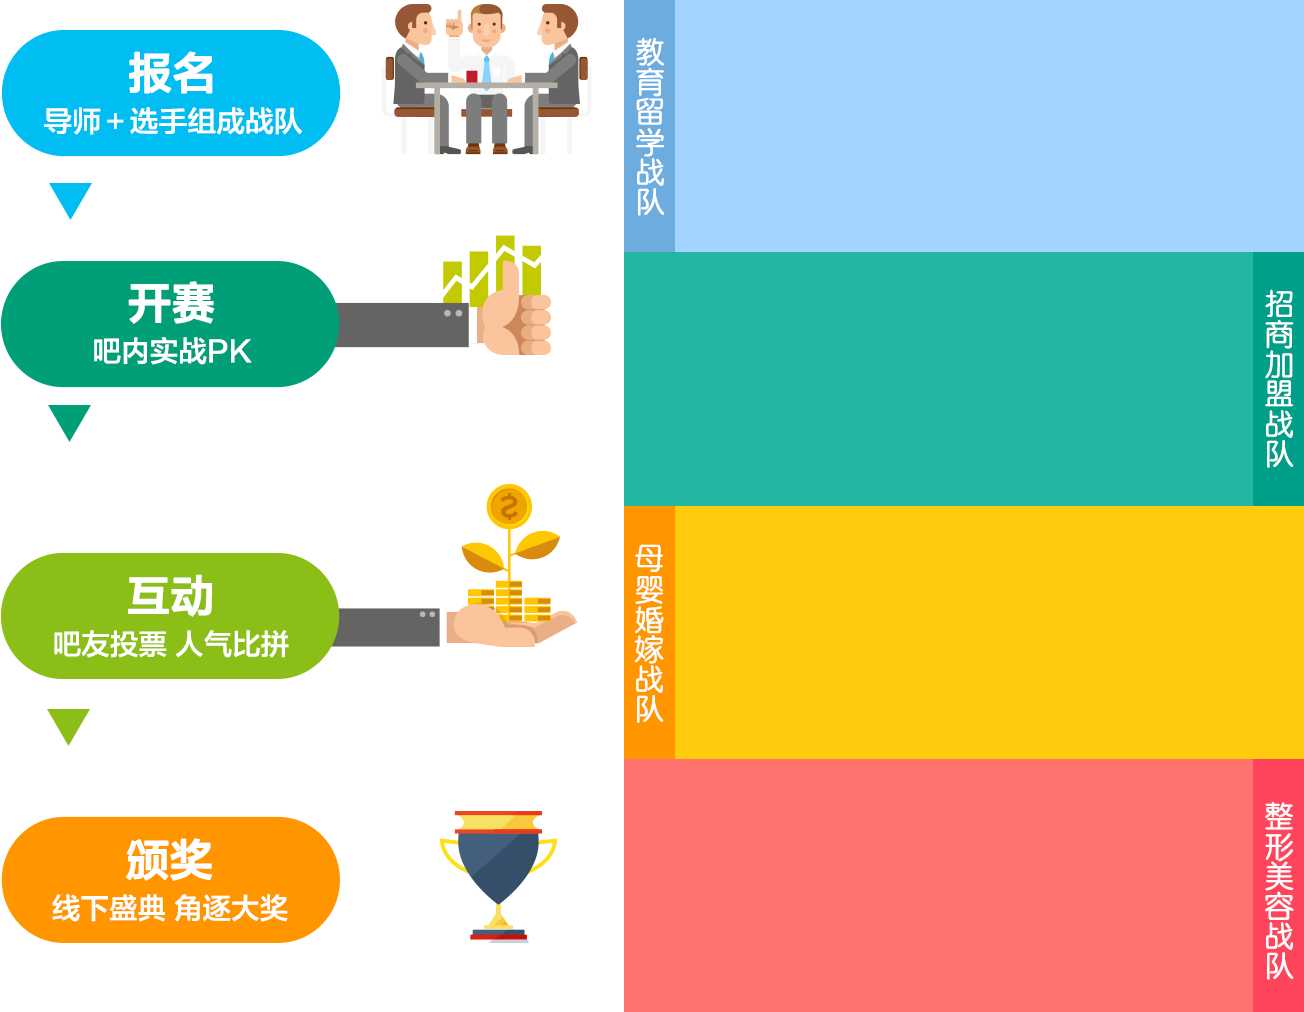 报名
导师+选手组成战队
开赛
吧内实战PK
互动
吧友投票 人气比拼
颁奖
线下盛典 角逐大奖
教育留学战队
招商加盟战队
母婴婚嫁战队
整形美容战队